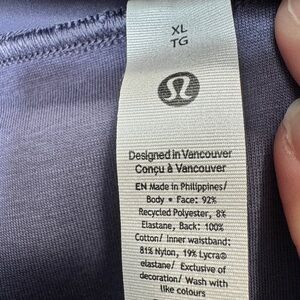 XL
TG
Designed in Vancouver
Conçu à Vancouver
EN Made in Philippines/
Body • Face: 92%
Recycled Polyester, 8%
Elastane, Back: 100%
Cotton/ Inner waistband:
81% Nylon, 19% Lycra®
elastane/ Exclusive of
decoration/ Wash with
like colours